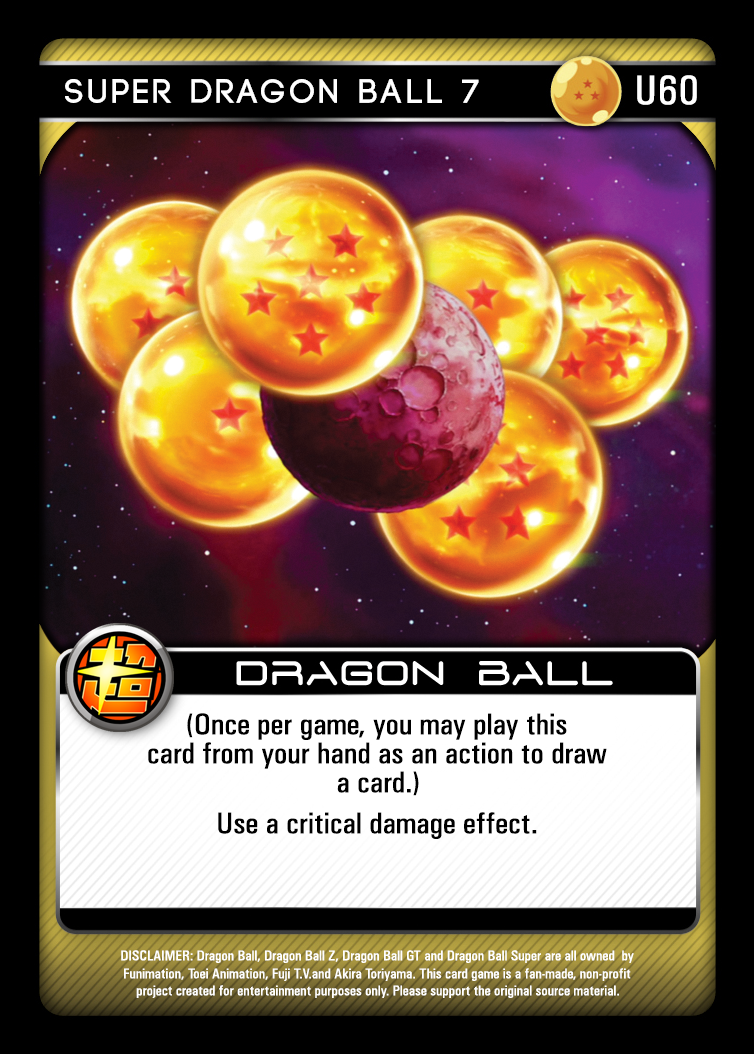 SUPER DRAGON BALL 7
U60
超
DRAGON BALL
(Once per game, you may play this
card from your hand as an action to draw
a card.)
Use a critical damage effect.
DISCLAIMER: Dragon Ball, Dragon Ball Z, Dragon Ball GT and Dragon Ball Super are all owned by
Funimation, Toei Animation, Fuji T.V.and Akira Toriyama. This card game is a fan-made, non-profit
project created for entertainment purposes only. Please support the original source material.